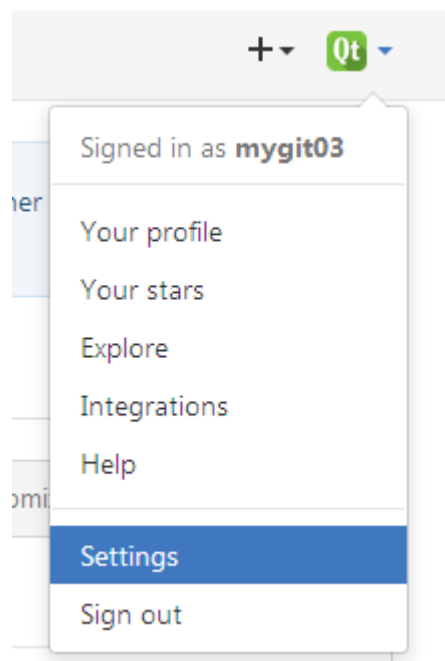 Qt
Signed in as mygit03
Your profile
Your stars
Explore
Integrations
Help
Settings
Sign out